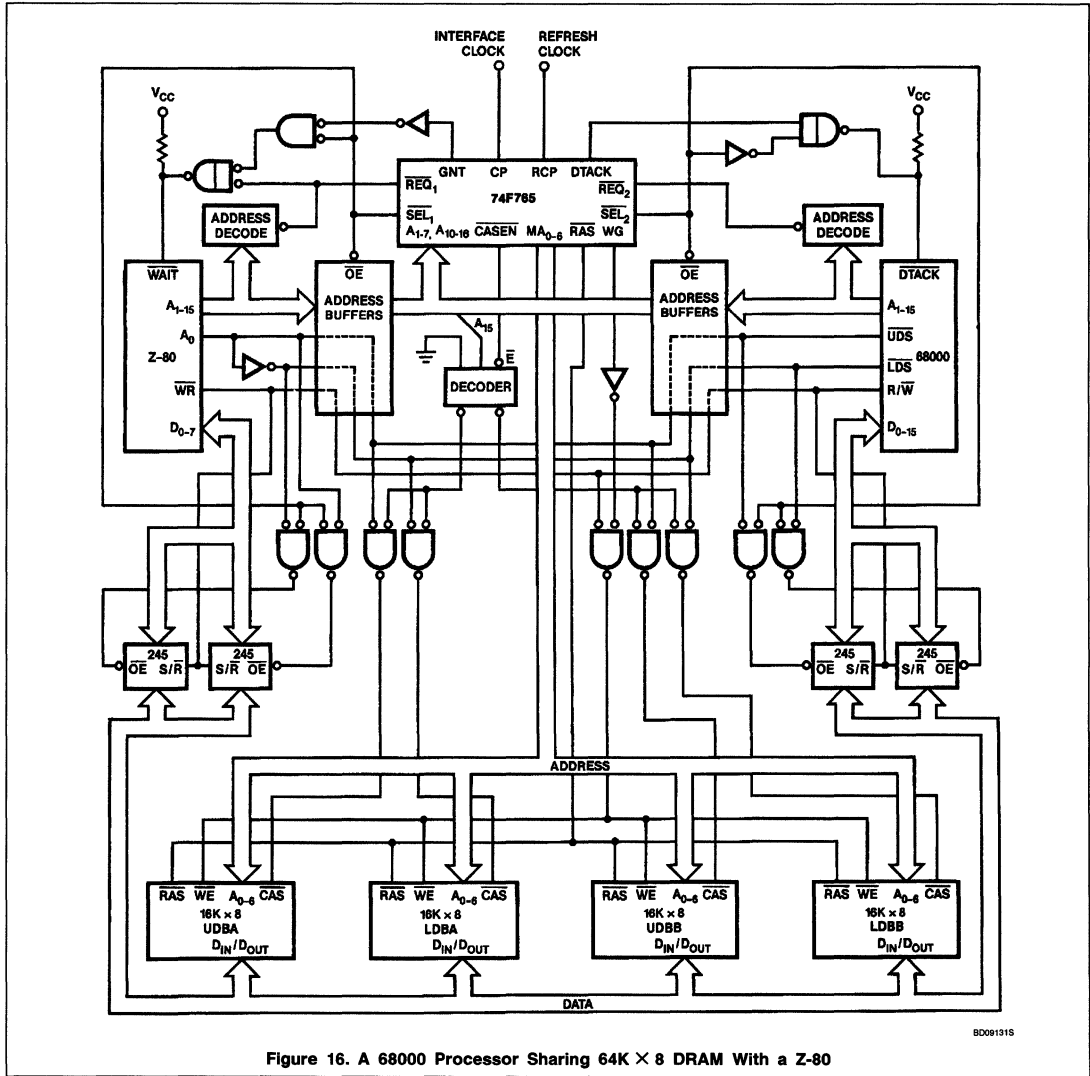 INTERFACE CLOCK
REFRESH CLOCK
VCC
VCC
GNT CP RCP DTACK
REQ1 REQ2
74F765
SEL1 SEL2
A1-7, A10-16 CASEN MA0-6 RAS WG
ADDRESS DECODE
ADDRESS DECODE
WAIT
A1-15
A0
Z-80
WR
D0-7
OE
ADDRESS BUFFERS
A15
E
DECODER
OE
ADDRESS BUFFERS
DTACK
A1-15
UDS
68000
LDS
R/W
D0-15
245
OE S/R
245
S/R OE
245
OE S/R
245
S/R OE
ADDRESS
RAS WE A0-6 CAS
16K × 8
UDBA
DIN/DOUT
RAS WE A0-6 CAS
16K × 8
LDBA
DIN/DOUT
RAS WE A0-6 CAS
16K × 8
UDBB
DIN/DOUT
RAS WE A0-6 CAS
16K × 8
LDBB
DIN/DOUT
DATA
BD09131S
Figure 16. A 68000 Processor Sharing 64K × 8 DRAM With a Z-80